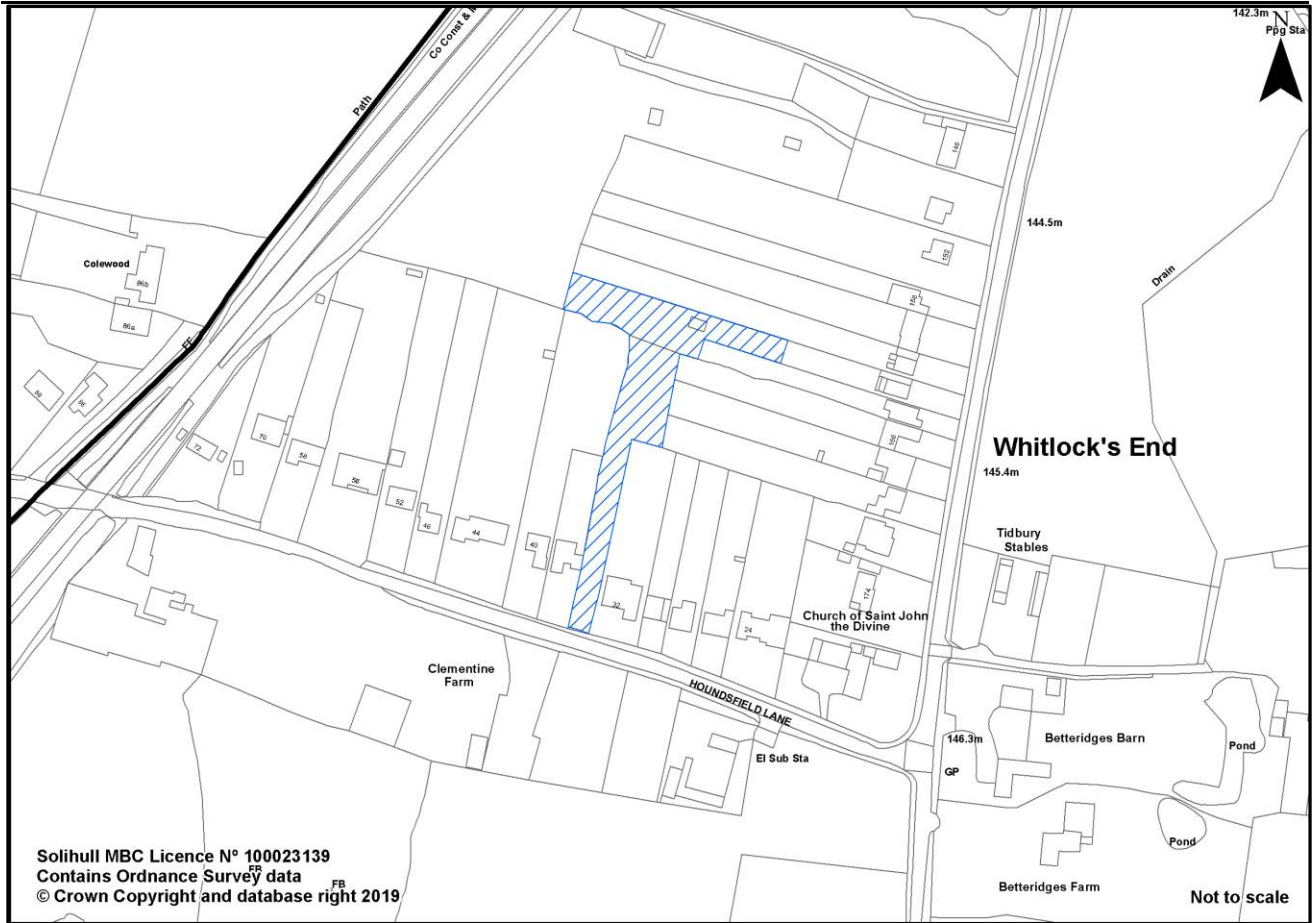 142.3m
N
Ppg Sta
Path
146
144.5m
152
Drain
Colewood
86b
86a
FF
86
72
70
58
56
52
46
44
40
32
24
166
Whitlock's End
145.4m
Tidbury
Stables
174
Church of Saint John
the Divine
Clementine
Farm
HOUNDSFIELD LANE
El Sub Sta
146.3m
GP
Betteridges Barn
Pond
Pond
Betteridges Farm
Solihull MBC Licence Nº 100023139
Contains Ordnance Survey data
FB
© Crown Copyright and database right 2019
FB
Not to scale